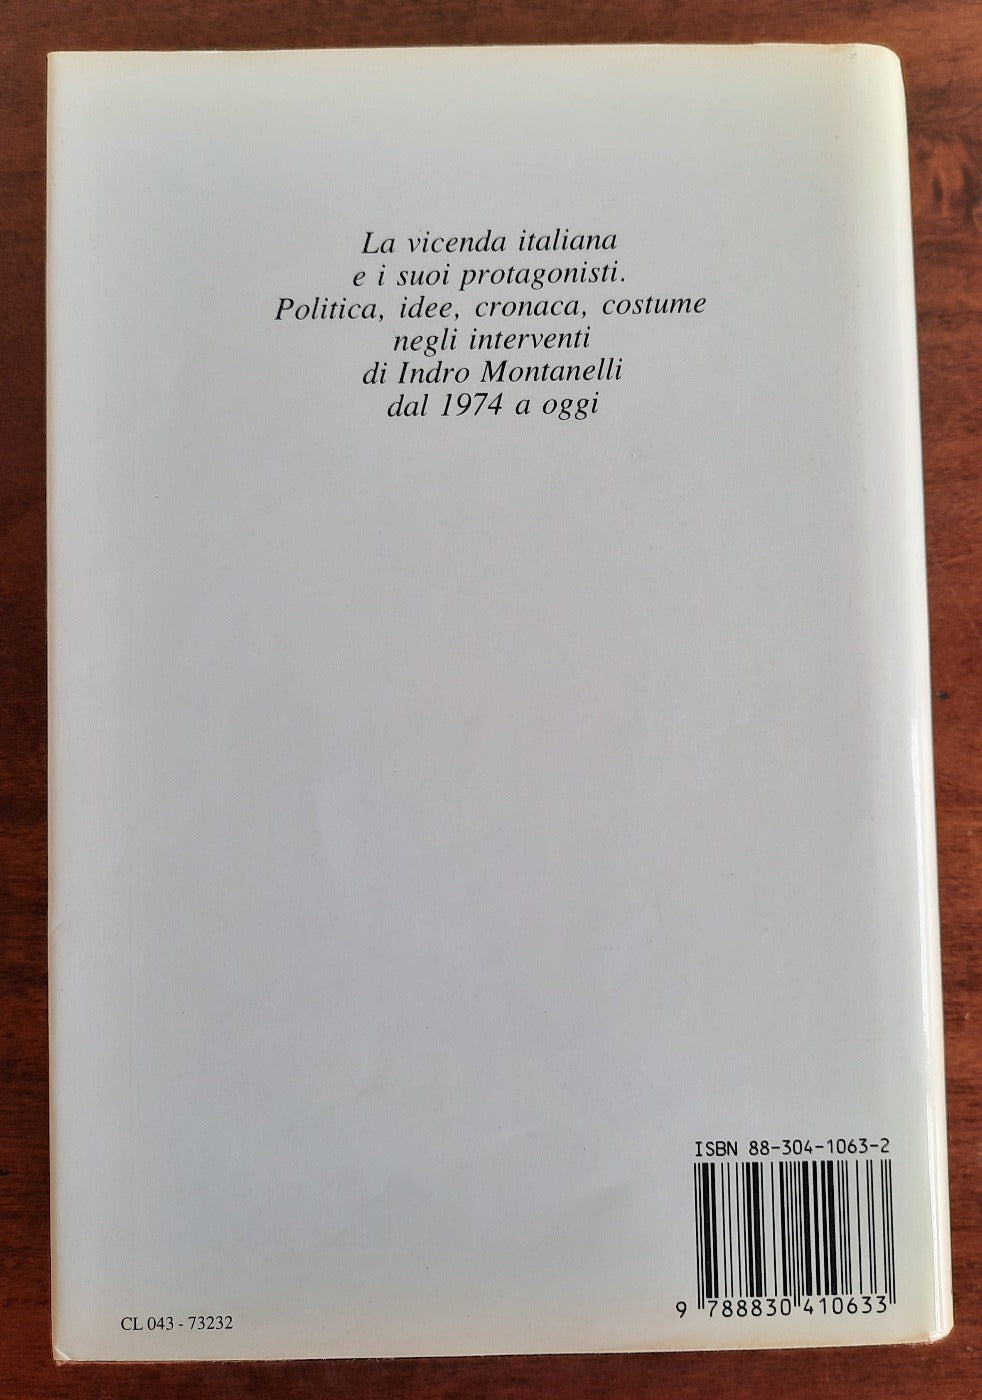 La vicenda italiana
e i suoi protagonisti.
Politica, idee, cronaca, costume
negli interventi
di Indro Montanelli
dal 1974 a oggi
ISBN 88-304-1063-2
9 788830 410633
CL 043 - 73232